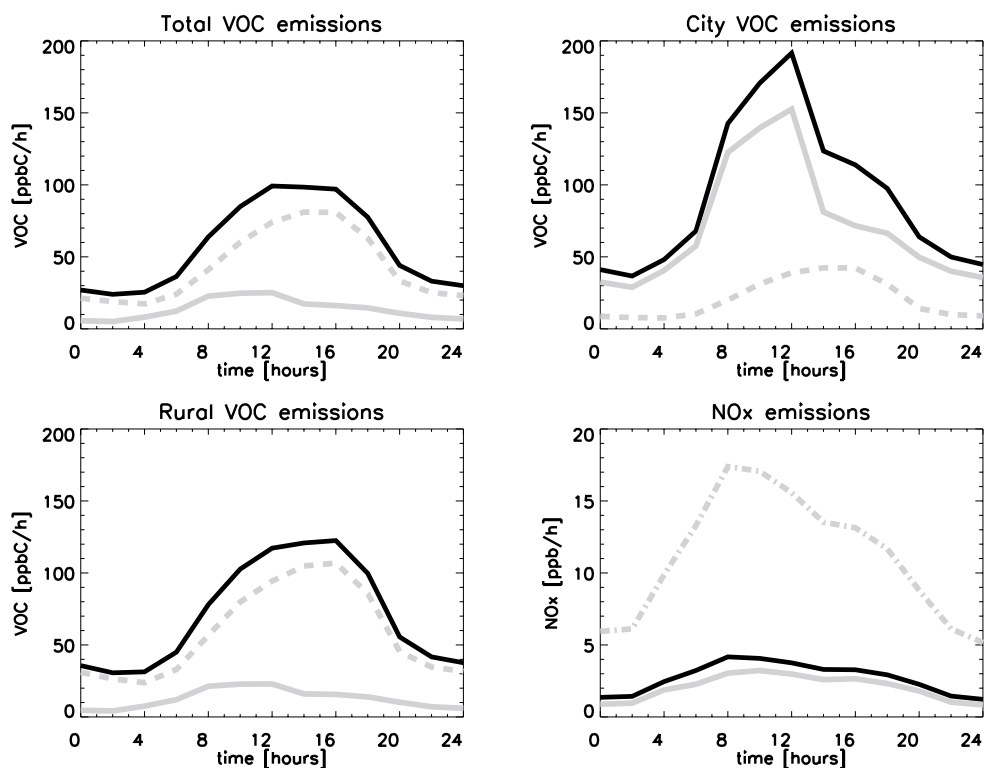 Total VOC emissions
200
150
100
50
0
VOC [ppbC/h]
0 4 8 12 16 20 24
time [hours]
City VOC emissions
200
150
100
50
0
VOC [ppbC/h]
0 4 8 12 16 20 24
time [hours]
Rural VOC emissions
200
150
100
50
0
VOC [ppbC/h]
0 4 8 12 16 20 24
time [hours]
NOx emissions
20
15
10
5
0
NOx [ppb/h]
0 4 8 12 16 20 24
time [hours]